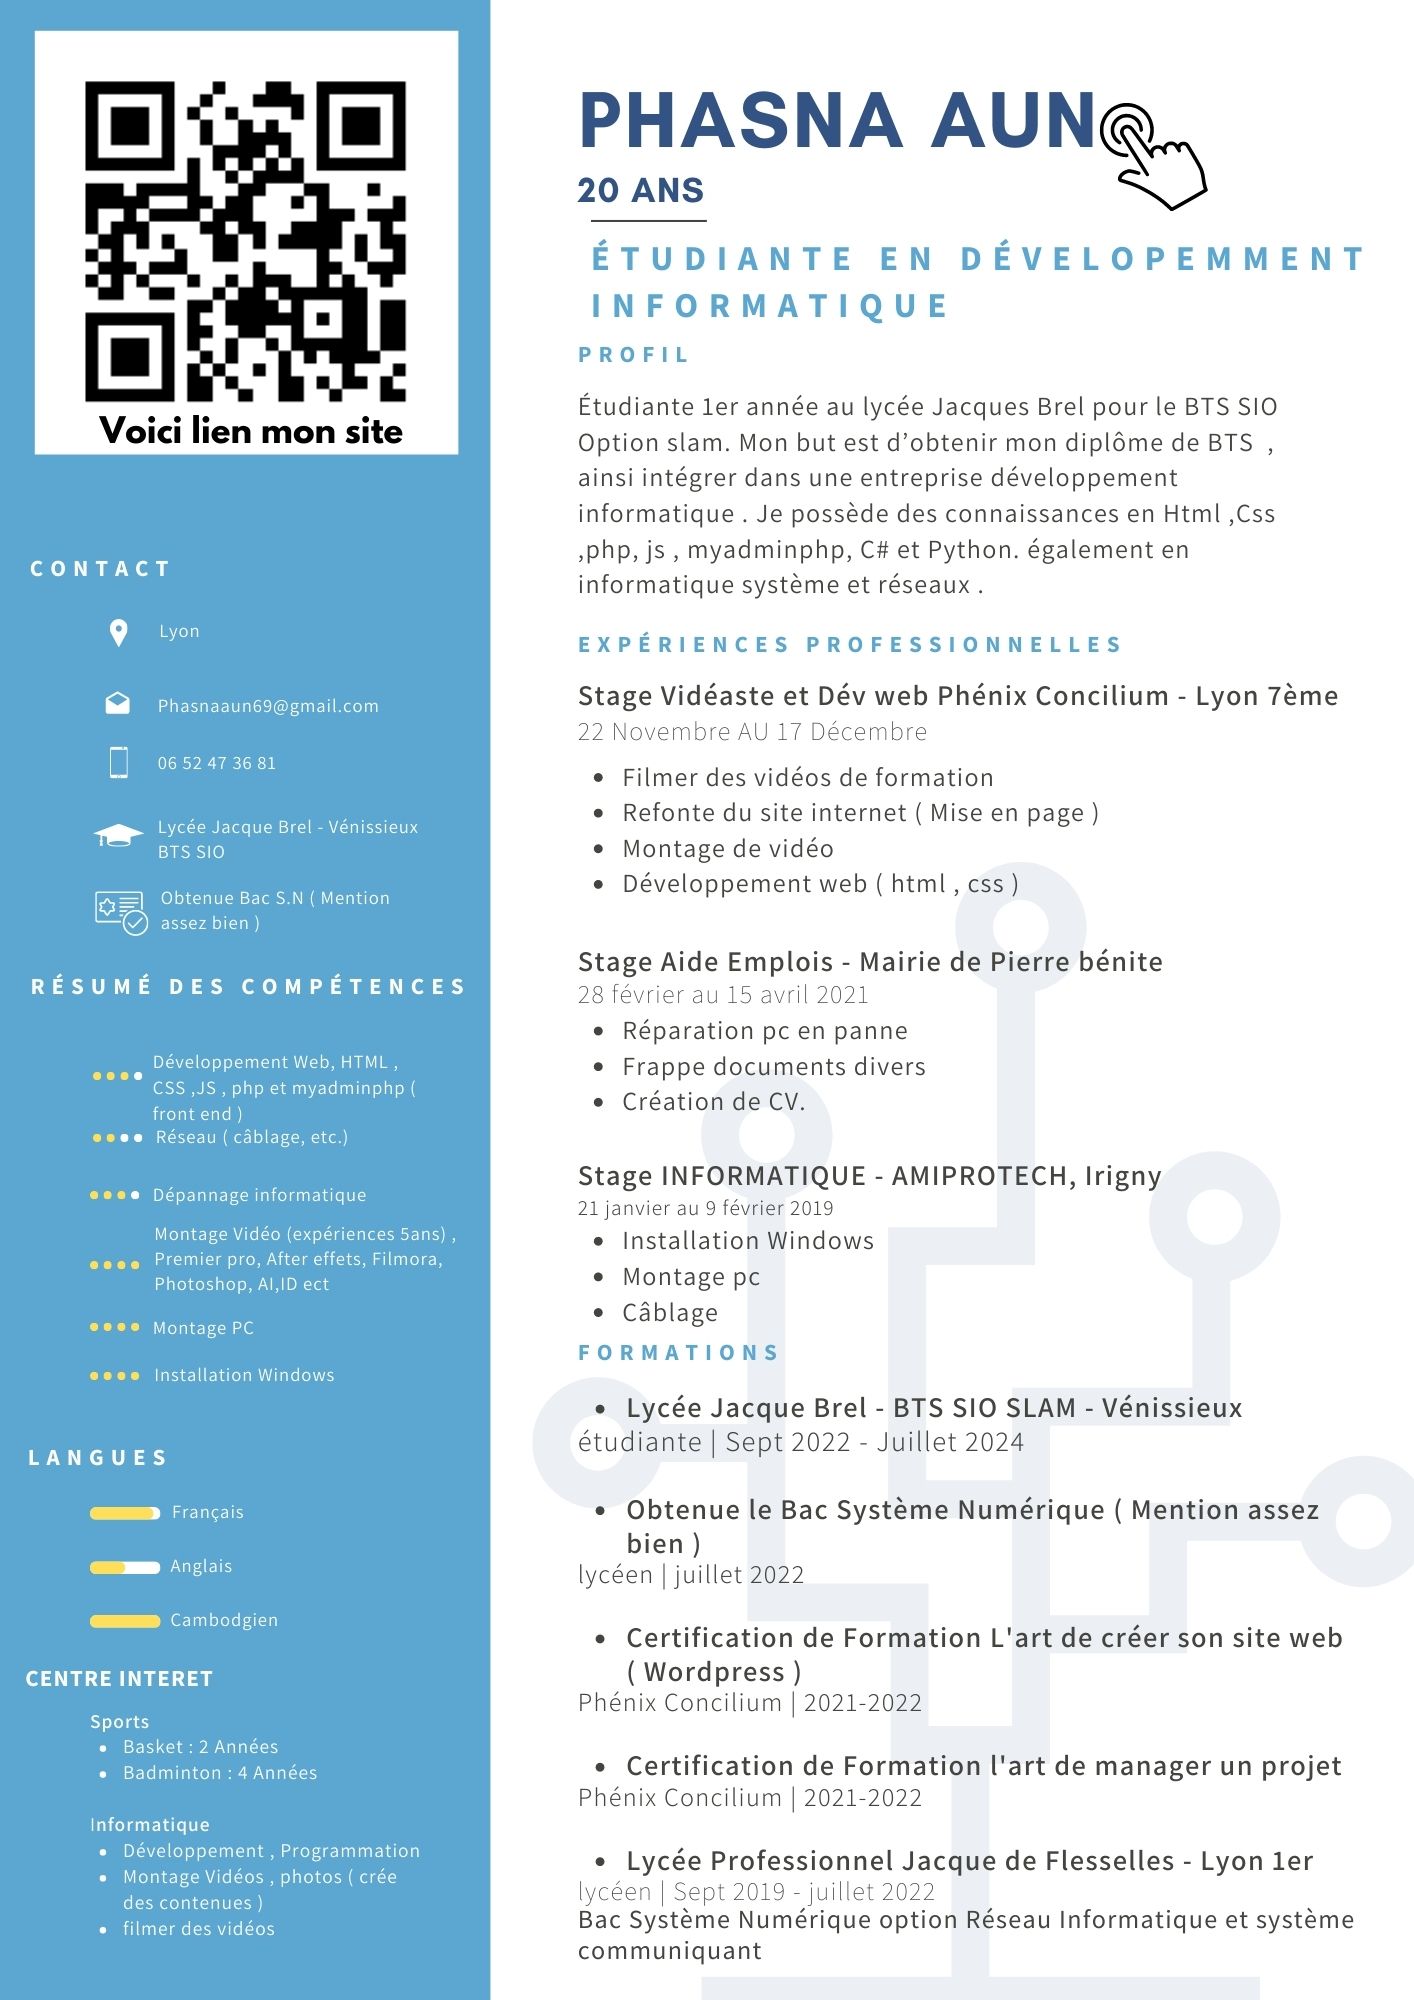 Voici lien mon site
CONTACT
Lyon
Phasnaaun69@gmail.com
06 52 47 36 81
Lycée Jacque Brel - Vénissieux
BTS SIO
Obtenue Bac S.N ( Mention
assez bien )
RÉSUMÉ DES COMPÉTENCES
Développement Web, HTML ,
CSS ,JS , php et myadminphp (
front end )
Réseau ( câblage, etc.)
Dépannage informatique
Montage Vidéo (expériences 5ans) ,
Premier pro, After effets, Filmora,
Photoshop, AI,ID ect
Montage PC
Installation Windows
LANGUES
Français
Anglais
Cambodgien
CENTRE INTERET
Sports
• Basket : 2 Années
• Badminton : 4 Années
Informatique
• Développement , Programmation
• Montage Vidéos , photos ( crée
des contenues )
• filmer des vidéos
PHASNA AUN
20 ANS
ÉTUDIANTE EN DÉVELOPEMMENT
INFORMATIQUE
PROFIL
Étudiante 1er année au lycée Jacques Brel pour le BTS SIO
Option slam. Mon but est d’obtenir mon diplôme de BTS ,
ainsi intégrer dans une entreprise développement
informatique . Je possède des connaissances en Html ,Css
,php, js , myadminphp, C# et Python. également en
informatique système et réseaux .
EXPÉRIENCES PROFESSIONNELLES
Stage Vidéaste et Dév web Phénix Concilium - Lyon 7ème
22 Novembre AU 17 Décembre
• Filmer des vidéos de formation
• Refonte du site internet ( Mise en page )
• Montage de vidéo
• Développement web ( html , css )
Stage Aide Emplois - Mairie de Pierre bénite
28 février au 15 avril 2021
• Réparation pc en panne
• Frappe documents divers
• Création de CV.
Stage INFORMATIQUE - AMIPROTECH, Irigny
21 janvier au 9 février 2019
• Installation Windows
• Montage pc
• Câblage
FORMATIONS
• Lycée Jacque Brel - BTS SIO SLAM - Vénissieux
étudiante | Sept 2022 - Juillet 2024
• Obtenue le Bac Système Numérique ( Mention assez
bien )
lycéen | juillet 2022
• Certification de Formation L'art de créer son site web
( Wordpress )
Phénix Concilium | 2021-2022
• Certification de Formation l'art de manager un projet
Phénix Concilium | 2021-2022
• Lycée Professionnel Jacque de Flesselles - Lyon 1er
lycéen | Sept 2019 - juillet 2022
Bac Système Numérique option Réseau Informatique et système
communiquant